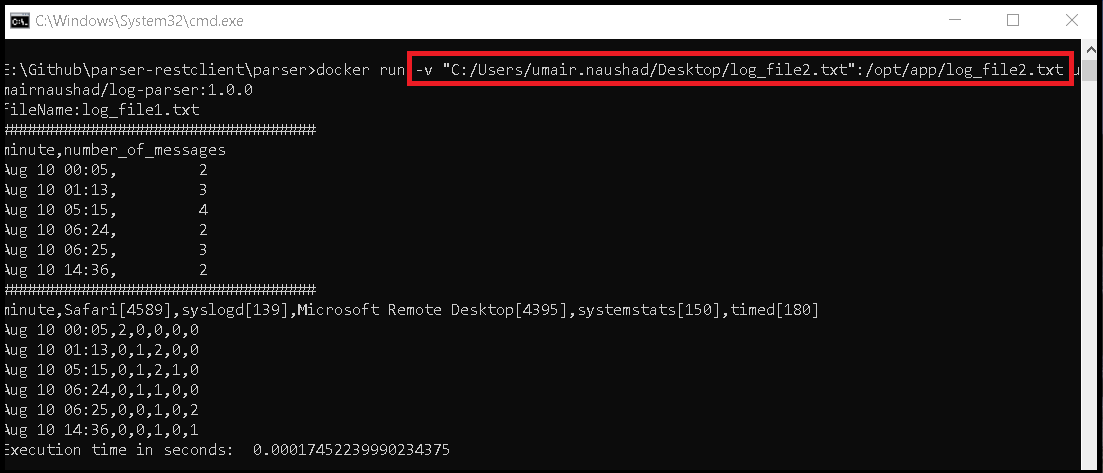 C:\Windows\System32\cmd.exe
E:\Github\parser-restclient\parser>docker run -v "C:/Users/umair.naushad/Desktop/log_file2.txt":/opt/app/log_file2.txt u
mairnaushad/log-parser:1.0.0
FileName:log_file1.txt
########################################
minute,number_of_messages
Aug 10 00:05, 2
Aug 10 01:13, 3
Aug 10 05:15, 4
Aug 10 06:24, 2
Aug 10 06:25, 3
Aug 10 14:36, 2
########################################
minute,Safari[4589],syslogd[139],Microsoft Remote Desktop[4395],systemstats[150],timed[180]
Aug 10 00:05,2,0,0,0,0
Aug 10 01:13,0,1,2,0,0
Aug 10 05:15,0,1,2,1,0
Aug 10 06:24,0,1,1,0,0
Aug 10 06:25,0,0,1,0,2
Aug 10 14:36,0,0,1,0,1
Execution time in seconds:  0.00017452239990234375